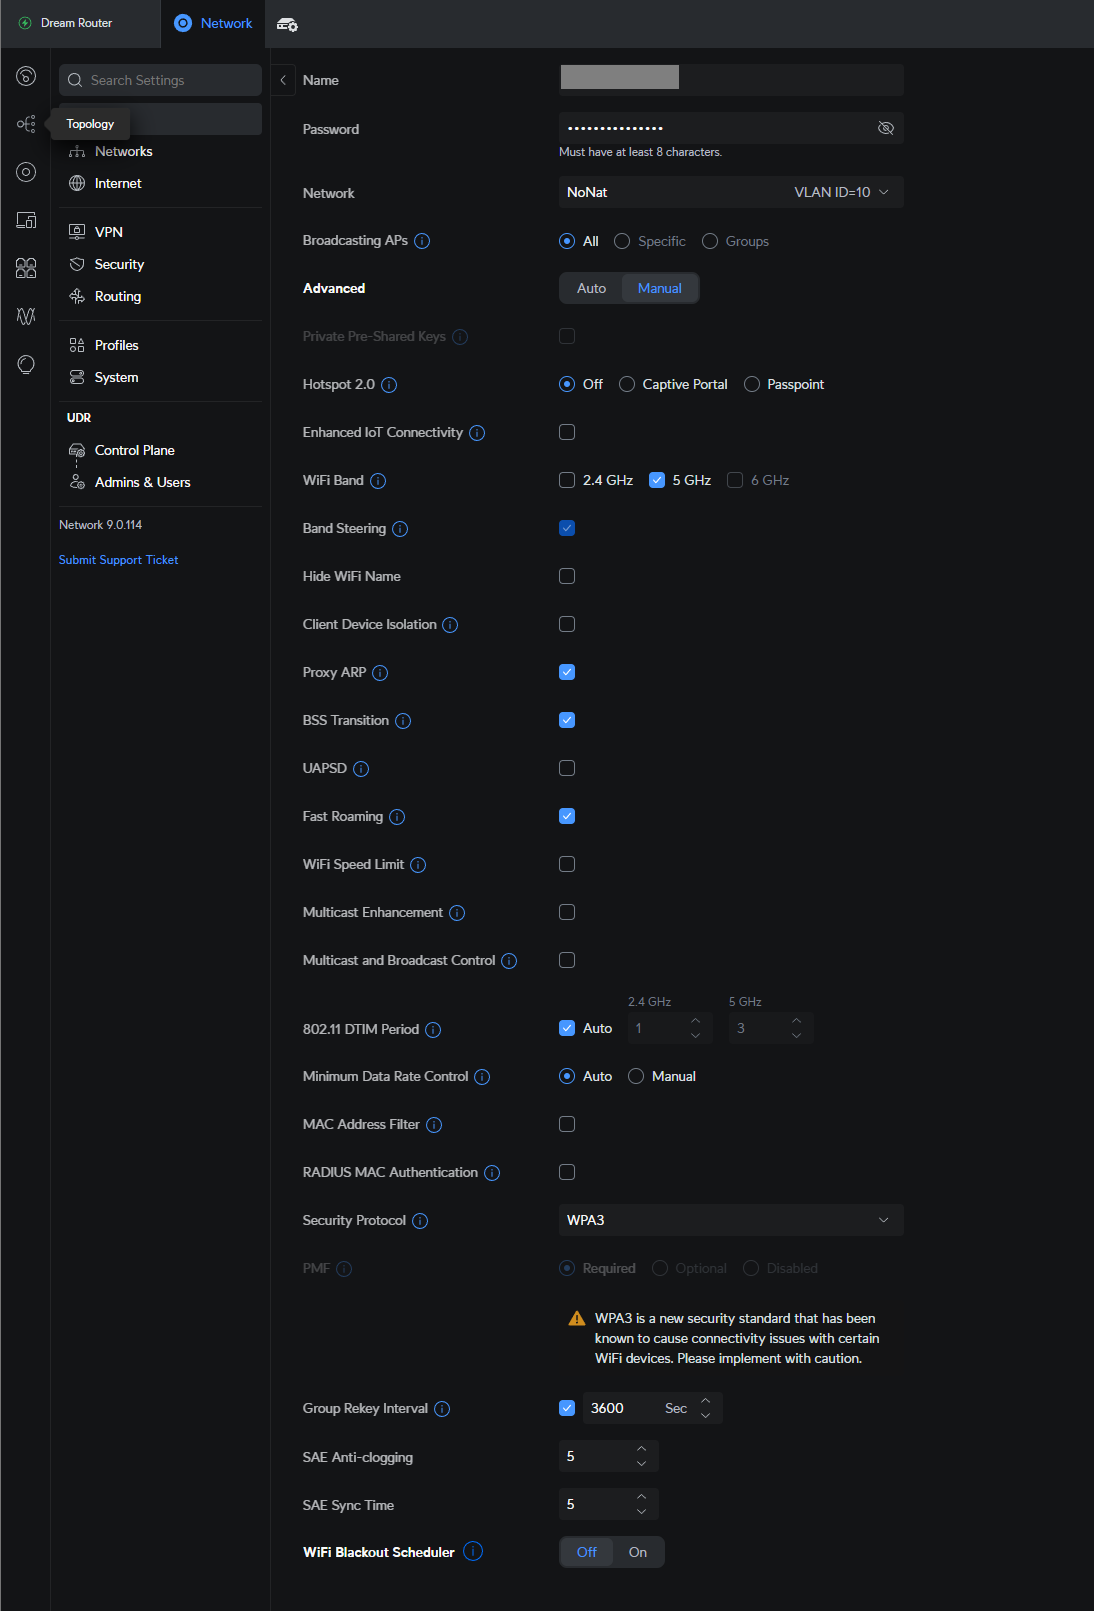 Dream Router
Network
Search Settings
Topology
Networks
Internet
VPN
Security
Routing
Profiles
System
UDR
Control Plane
Admins & Users
Network 9.0.114
Submit Support Ticket
Name
Password
•••••••••••••••
Must have at least 8 characters.
Network NoNat VLAN ID=10
Broadcasting APs All Specific Groups
Advanced Auto Manual
Private Pre-Shared Keys
Hotspot 2.0 Off Captive Portal Passpoint
Enhanced IoT Connectivity
WiFi Band 2.4 GHz 5 GHz 6 GHz
Band Steering
Hide WiFi Name
Client Device Isolation
Proxy ARP
BSS Transition
UAPSD
Fast Roaming
WiFi Speed Limit
Multicast Enhancement
Multicast and Broadcast Control
2.4 GHz 5 GHz
802.11 DTIM Period Auto 1 3
Minimum Data Rate Control Auto Manual
MAC Address Filter
RADIUS MAC Authentication
Security Protocol WPA3
PMF Required Optional Disabled
WPA3 is a new security standard that has been
known to cause connectivity issues with certain
WiFi devices. Please implement with caution.
Group Rekey Interval 3600 Sec
SAE Anti-clogging 5
SAE Sync Time 5
WiFi Blackout Scheduler Off On